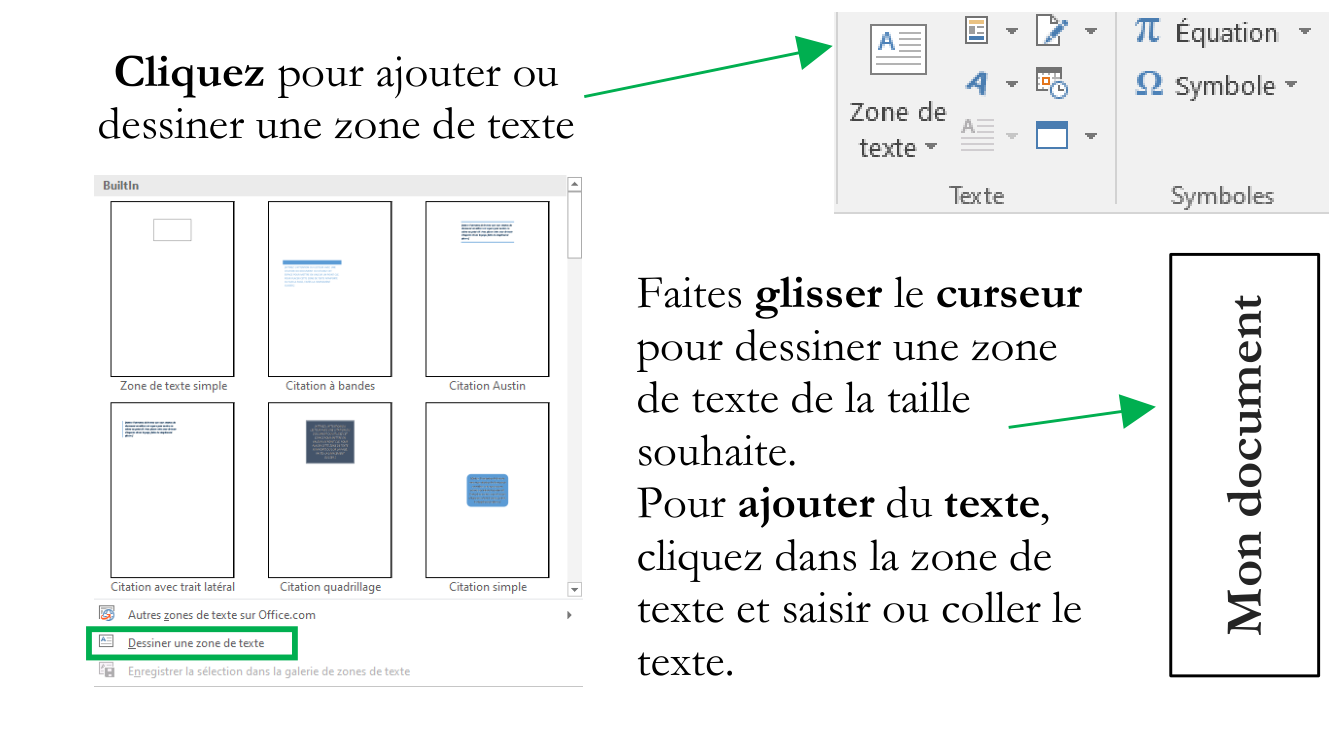 Cliquez pour ajouter ou
dessiner une zone de texte
Zone de
texte
Texte
Équation
Symbole
Symboles
BuiltIn
Zone de texte simple
Citation à bandes
Citation Austin
Citation avec trait latéral
Citation quadrillage
Citation simple
Autres zones de texte sur Office.com
Dessiner une zone de texte
Enregistrer la sélection dans la galerie de zones de texte
Faites glisser le curseur
pour dessiner une zone
de texte de la taille
souhaite.
Pour ajouter du texte,
cliquez dans la zone de
texte et saisir ou coller le
texte.
Mon document